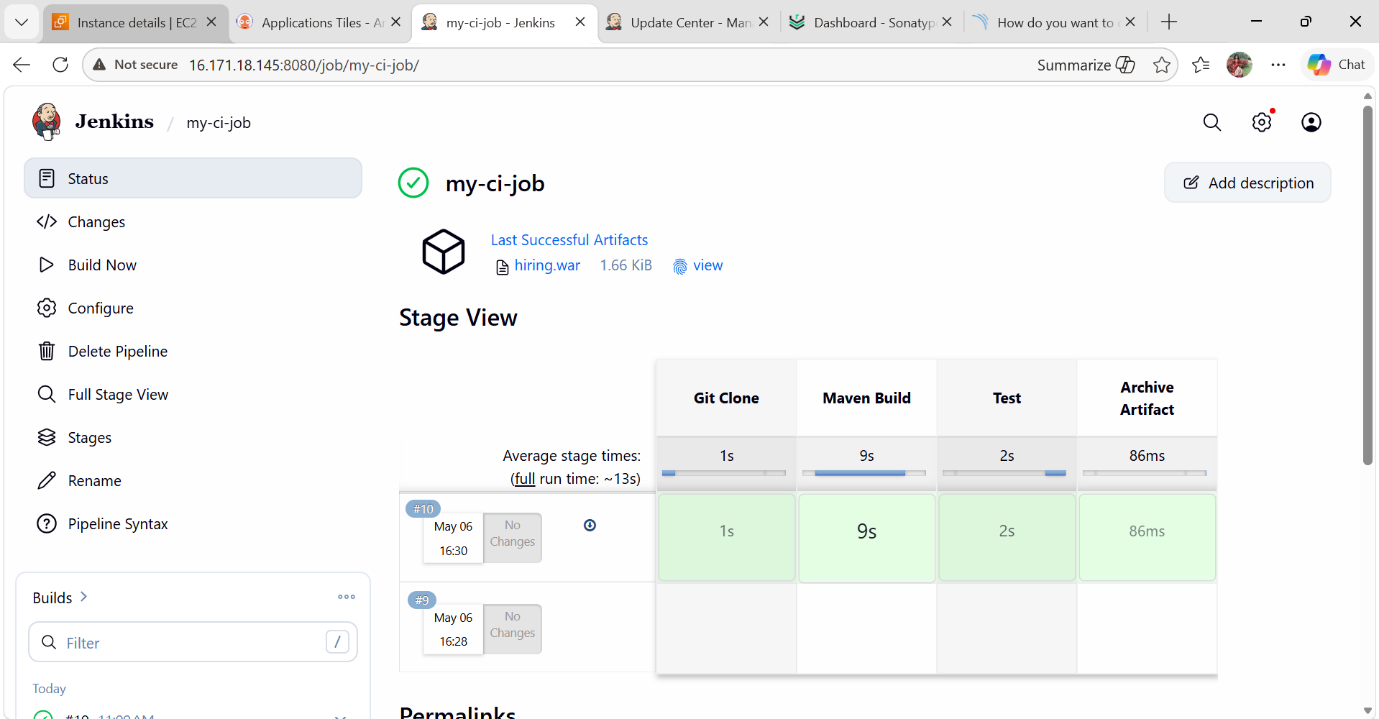 Instance details | EC2
Applications Tiles - A
my-ci-job - Jenkins
Update Center - Man
Dashboard - Sonatyp
How do you want to
Not secure
16.171.18.145:8080/job/my-ci-job/
Summarize
Chat
Jenkins / my-ci-job
Status
Changes
Build Now
Configure
Delete Pipeline
Full Stage View
Stages
Rename
Pipeline Syntax
Builds
Filter
/
Today
#10 11:00 AM
my-ci-job
Add description
Last Successful Artifacts
hiring.war 1.66 KiB view
Stage View
Git Clone
Maven Build
Test
Archive
Artifact
Average stage times:
(full run time: ~13s)
1s
9s
2s
86ms
#10
May 06
16:30
No
Changes
1s
9s
2s
86ms
#9
May 06
16:28
No
Changes
Permalinks